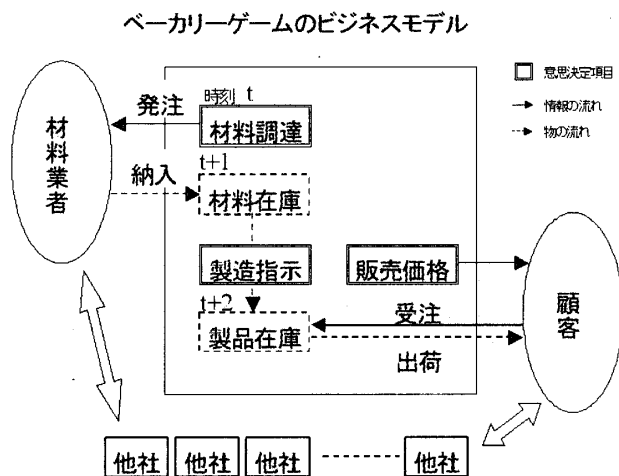 ベーカリーゲームのビジネスモデル
意思決定項目
情報の流れ
物の流れ
時刻 t
発注
材料調達
材料業者
t+1
納入
材料在庫
製造指示
販売価格
t+2
製品在庫
受注
出荷
顧客
他社
他社
他社
他社